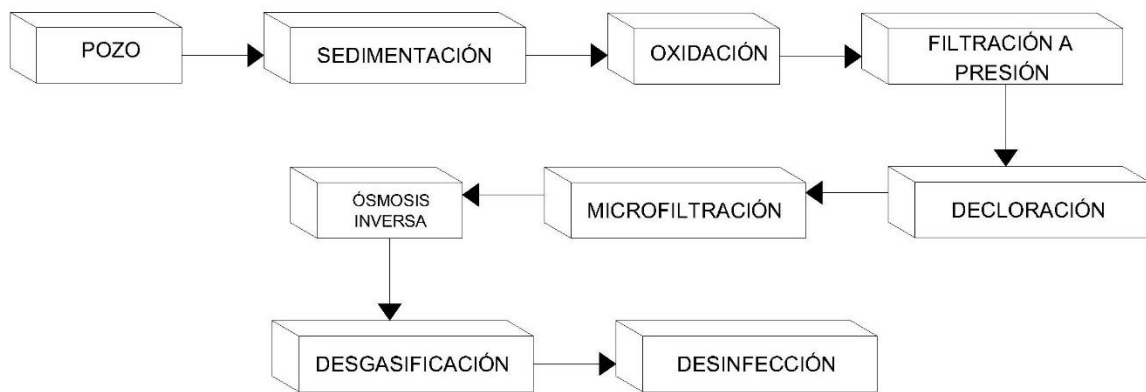 POZO
SEDIMENTACIÓN
OXIDACIÓN
FILTRACIÓN A
PRESIÓN
DECLORACIÓN
MICROFILTRACIÓN
ÓSMOSIS
INVERSA
DESGASIFICACIÓN
DESINFECCIÓN